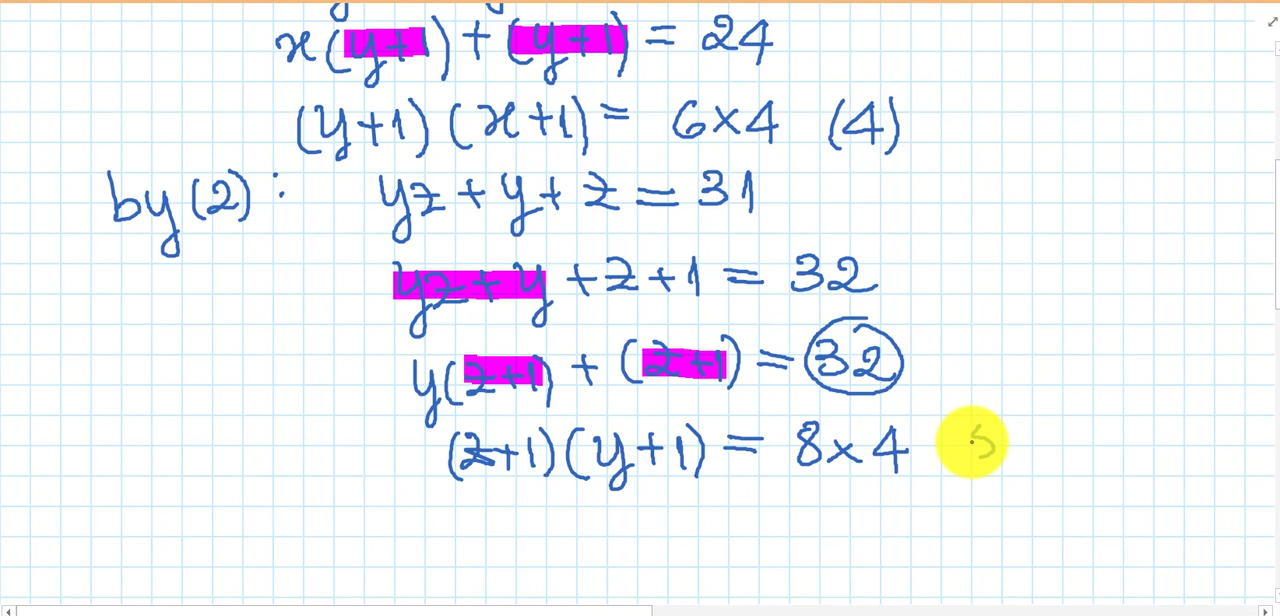 x(y+1)+(y+1) = 24
(y+1)(x+1) = 6×4 (4)
by (2): yz+y+z = 31
yz+y+z+1 = 32
y(z+1)+(z+1) = 32
(z+1)(y+1) = 8×4 5